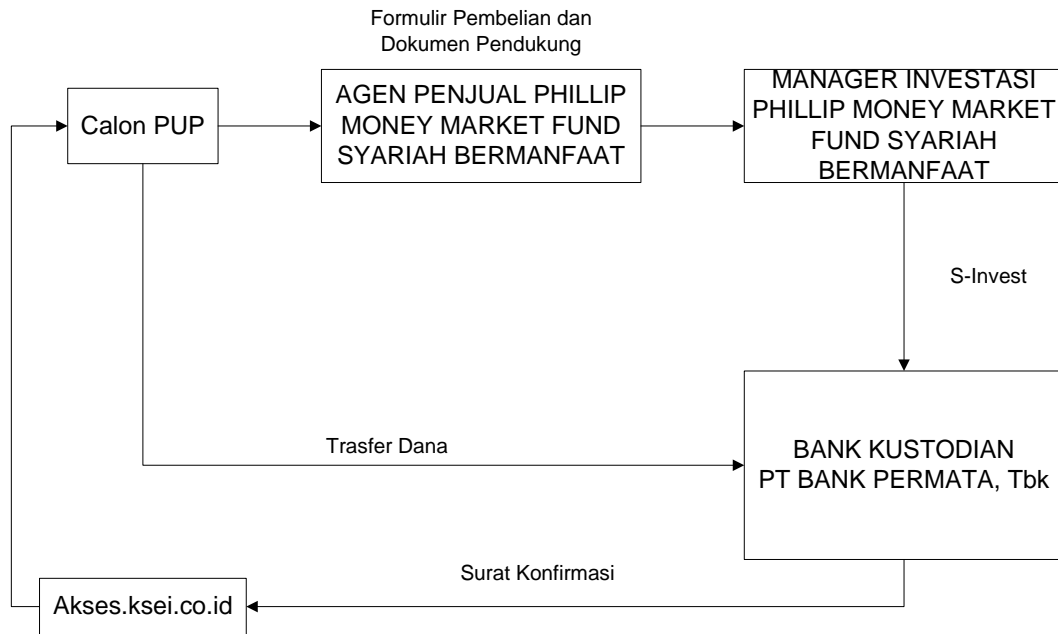 Formulir Pembelian dan
Dokumen Pendukung
Calon PUP
AGEN PENJUAL PHILLIP
MONEY MARKET FUND
SYARIAH BERMANFAAT
MANAGER INVESTASI
PHILLIP MONEY MARKET
FUND SYARIAH
BERMANFAAT
S-Invest
Trasfer Dana
BANK KUSTODIAN
PT BANK PERMATA, Tbk
Surat Konfirmasi
Akses.ksei.co.id